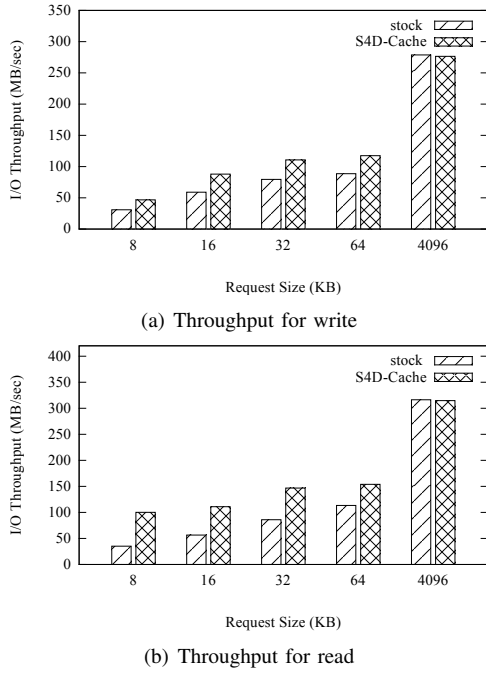 350
300
250
200
150
100
50
0
I/O Throughput (MB/sec)
stock
S4D-Cache
8 16 32 64 4096
Request Size (KB)
(a) Throughput for write
400
350
300
250
200
150
100
50
0
I/O Throughput (MB/sec)
stock
S4D-Cache
8 16 32 64 4096
Request Size (KB)
(b) Throughput for read